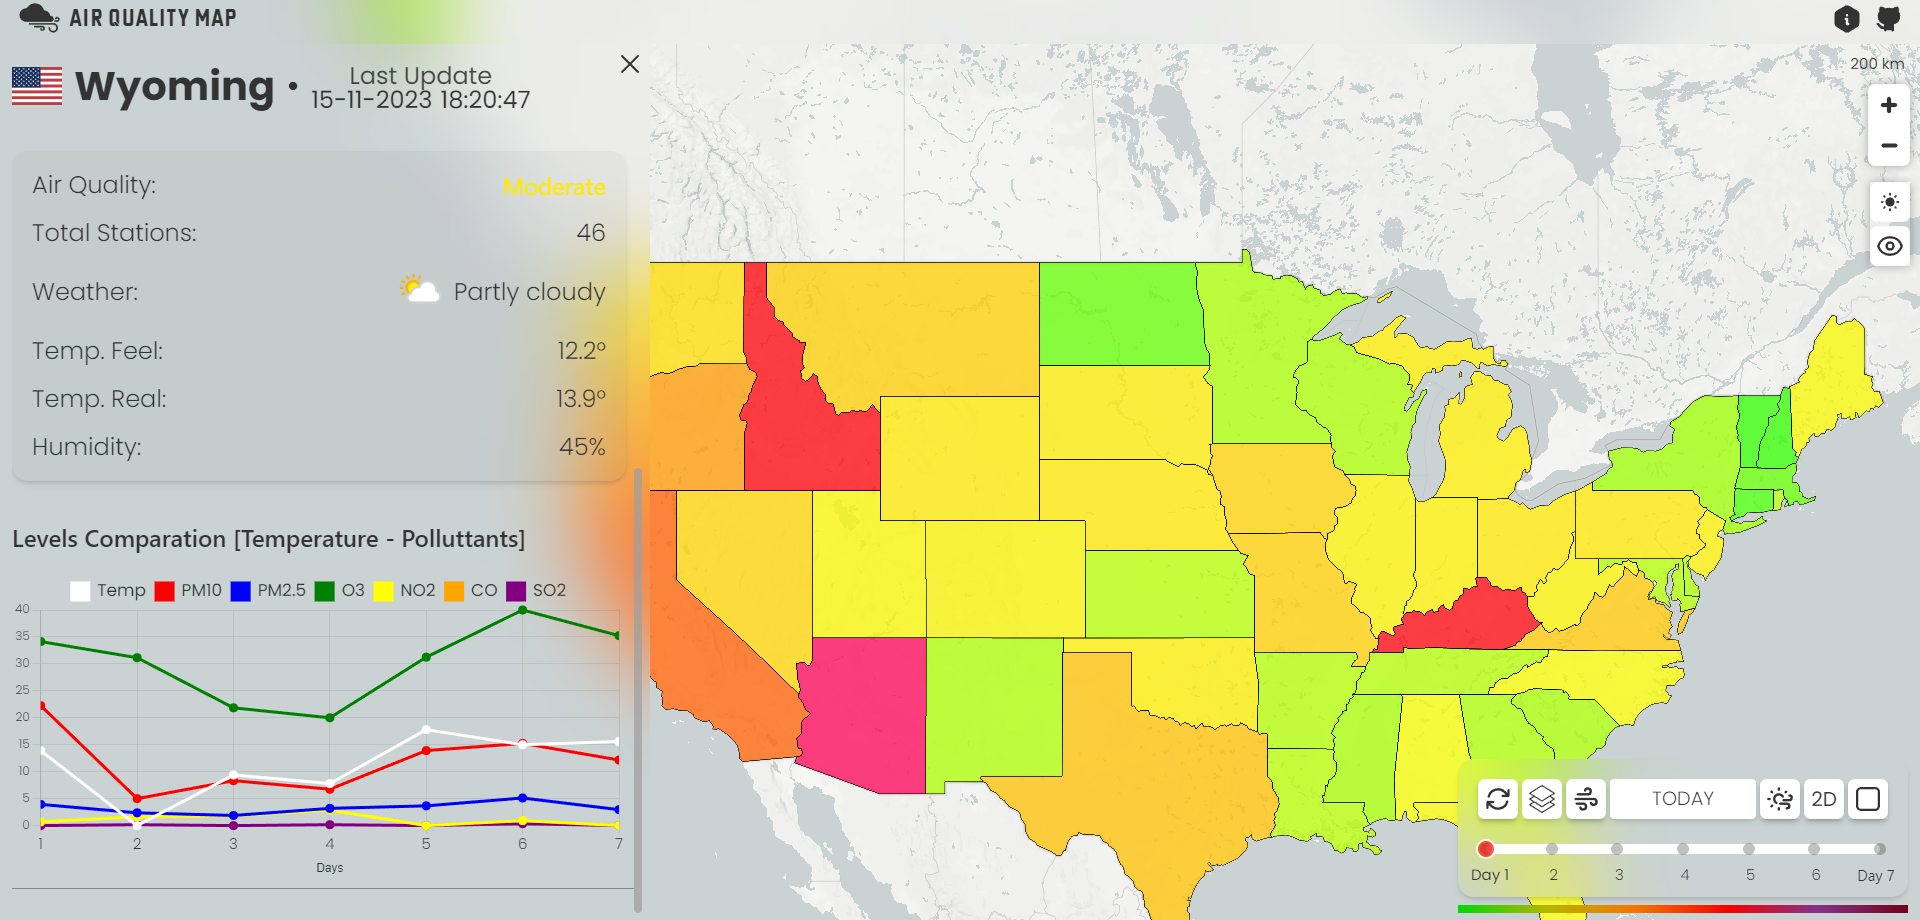 AIR QUALITY MAP
Wyoming •
Last Update
15-11-2023 18:20:47
200 km
Air Quality: Moderate
Total Stations: 46
Weather: Partly cloudy
Temp. Feel: 12.2º
Temp. Real: 13.9º
Humidity: 45%
Levels Comparation [Temperature - Polluttants]
Temp PM10 PM2.5 O3 NO2 CO SO2
40
35
30
25
20
15
10
5
0
1 2 3 4 5 6 7
Days
TODAY 2D
Day 1 2 3 4 5 6 Day 7